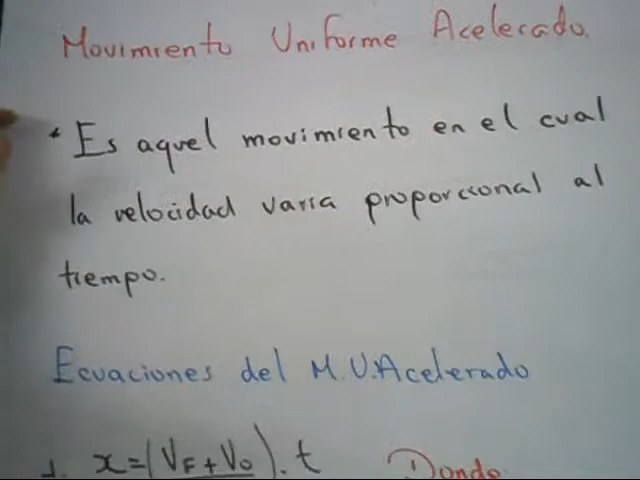 Movimiento Uniforme Acelerado.
* Es aquel movimiento en el cual
la velocidad varia proporcional al
tiempo.
Ecuaciones del M.U.Acelerado
1. x=(VF+V0).t Donde: